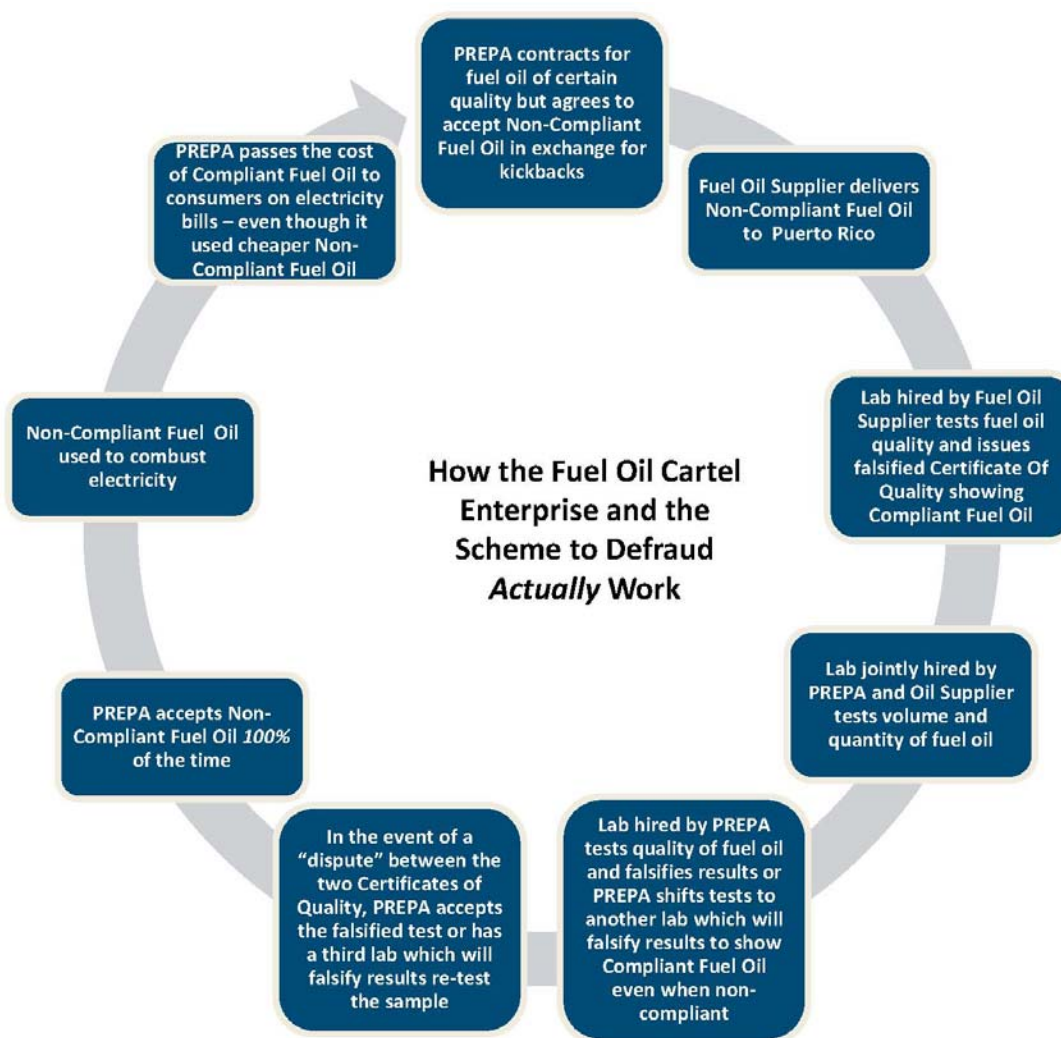 PREPA contracts for
fuel oil of certain
quality but agrees to
accept Non-Compliant
Fuel Oil in exchange for
kickbacks
Fuel Oil Supplier delivers
Non-Compliant Fuel Oil
to Puerto Rico
Lab hired by Fuel Oil
Supplier tests fuel oil
quality and issues
falsified Certificate Of
Quality showing
Compliant Fuel Oil
Lab jointly hired by
PREPA and Oil Supplier
tests volume and
quantity of fuel oil
Lab hired by PREPA
tests quality of fuel oil
and falsifies results or
PREPA shifts tests to
another lab which will
falsify results to show
Compliant Fuel Oil
even when non-
compliant
In the event of a
“dispute” between the
two Certificates of
Quality, PREPA accepts
the falsified test or has
a third lab which will
falsify results re-test
the sample
PREPA accepts Non-
Compliant Fuel Oil 100%
of the time
Non-Compliant Fuel Oil
used to combust
electricity
PREPA passes the cost
of Compliant Fuel Oil to
consumers on electricity
bills – even though it
used cheaper Non-
Compliant Fuel Oil
How the Fuel Oil Cartel
Enterprise and the
Scheme to Defraud
Actually Work